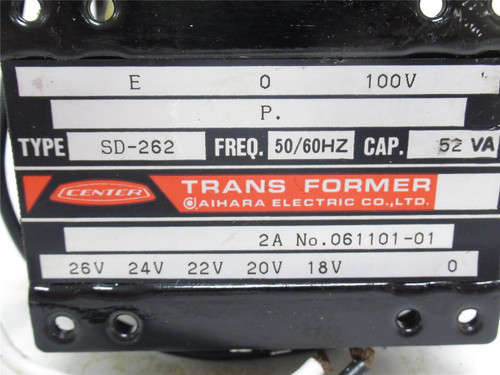 E 0 100V
P.
TYPE SD-262 FREQ. 50/60HZ CAP. 52 VA
CENTER TRANS FORMER
AIHARA ELECTRIC CO.,LTD.
2A No.061101-01
26V 24V 22V 20V 18V 0